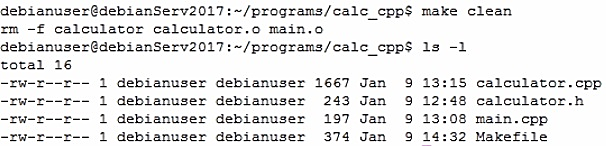 debianuser@debianServ2017:~/programs/calc_cpp$ make clean
rm -f calculator calculator.o main.o
debianuser@debianServ2017:~/programs/calc_cpp$ ls -l
total 16
-rw-r--r-- 1 debianuser debianuser 1667 Jan  9 13:15 calculator.cpp
-rw-r--r-- 1 debianuser debianuser  243 Jan  9 12:48 calculator.h
-rw-r--r-- 1 debianuser debianuser  197 Jan  9 13:08 main.cpp
-rw-r--r-- 1 debianuser debianuser  374 Jan  9 14:32 Makefile